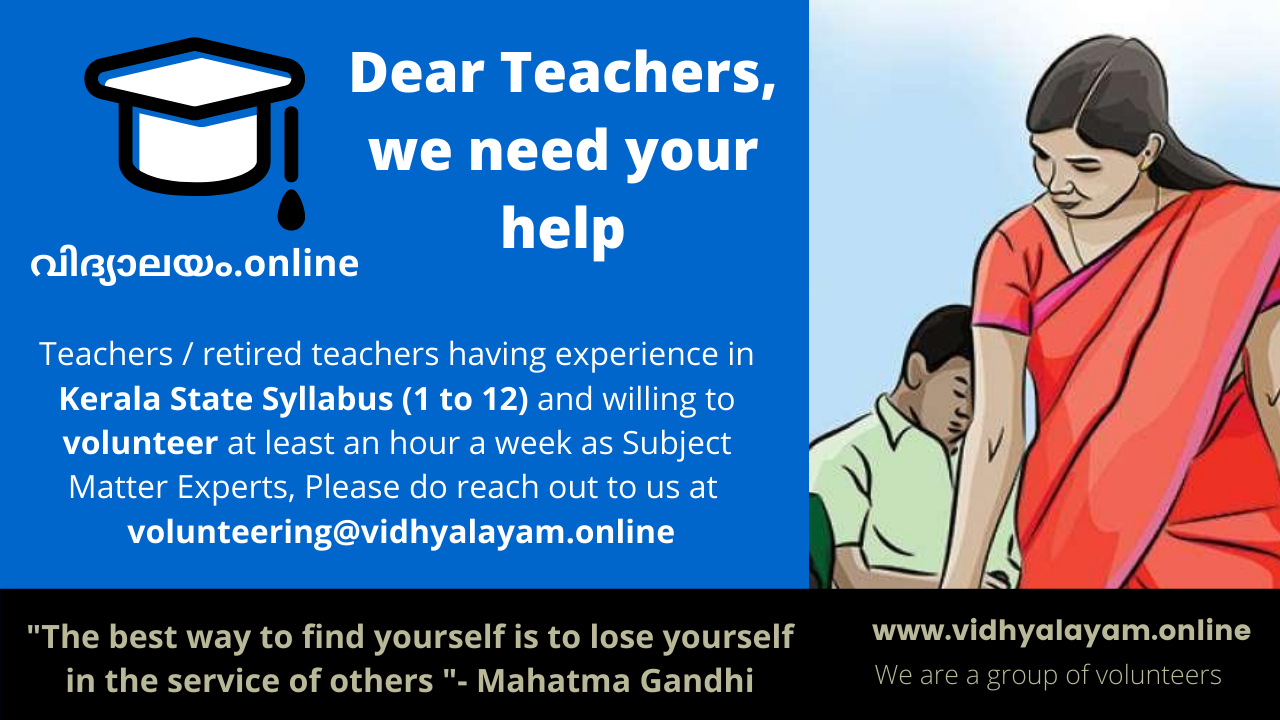 Dear Teachers,
we need your
help
വിദ്യാലയം.online
Teachers / retired teachers having experience in
Kerala State Syllabus (1 to 12) and willing to
volunteer at least an hour a week as Subject
Matter Experts, Please do reach out to us at
volunteering@vidhyalayam.online
"The best way to find yourself is to lose yourself
in the service of others "- Mahatma Gandhi
www.vidhyalayam.online
We are a group of volunteers